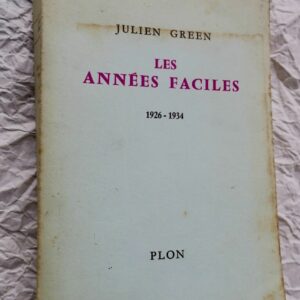 JULIEN GREEN
LES
ANNÉES FACILES
1926-1934
PLON